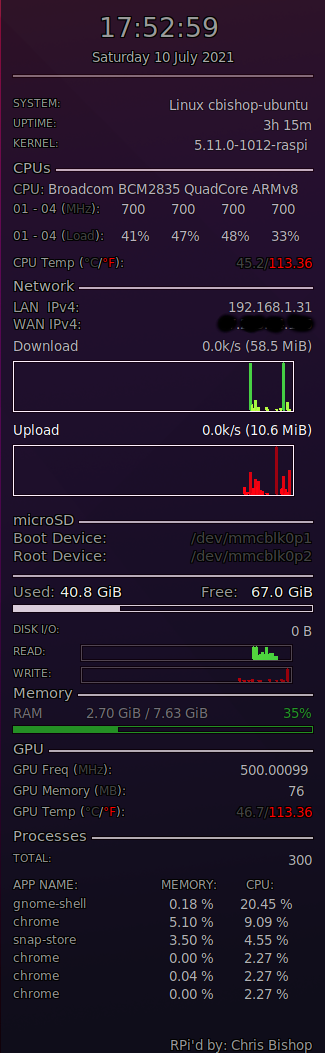 17:52:59
Saturday 10 July 2021
SYSTEM: Linux cbishop-ubuntu
UPTIME: 3h 15m
KERNEL: 5.11.0-1012-raspi
CPUs
CPU: Broadcom BCM2835 QuadCore ARMv8
01 - 04 (MHz): 700 700 700 700
01 - 04 (Load): 41% 47% 48% 33%
CPU Temp (°C/°F): 45.2/113.36
Network
LAN IPv4: 192.168.1.31
WAN IPv4:
Download 0.0k/s (58.5 MiB)
Upload 0.0k/s (10.6 MiB)
microSD
Boot Device: /dev/mmcblk0p1
Root Device: /dev/mmcblk0p2
Used: 40.8 GiB Free: 67.0 GiB
DISK I/O: 0 B
READ:
WRITE:
Memory
RAM 2.70 GiB / 7.63 GiB 35%
GPU
GPU Freq (MHz): 500.00099
GPU Memory (MB): 76
GPU Temp (°C/°F): 46.7/113.36
Processes
TOTAL: 300
APP NAME: MEMORY: CPU:
gnome-shell 0.18 % 20.45 %
chrome 5.10 % 9.09 %
snap-store 3.50 % 4.55 %
chrome 0.00 % 2.27 %
chrome 0.04 % 2.27 %
chrome 0.00 % 2.27 %
RPi'd by: Chris Bishop